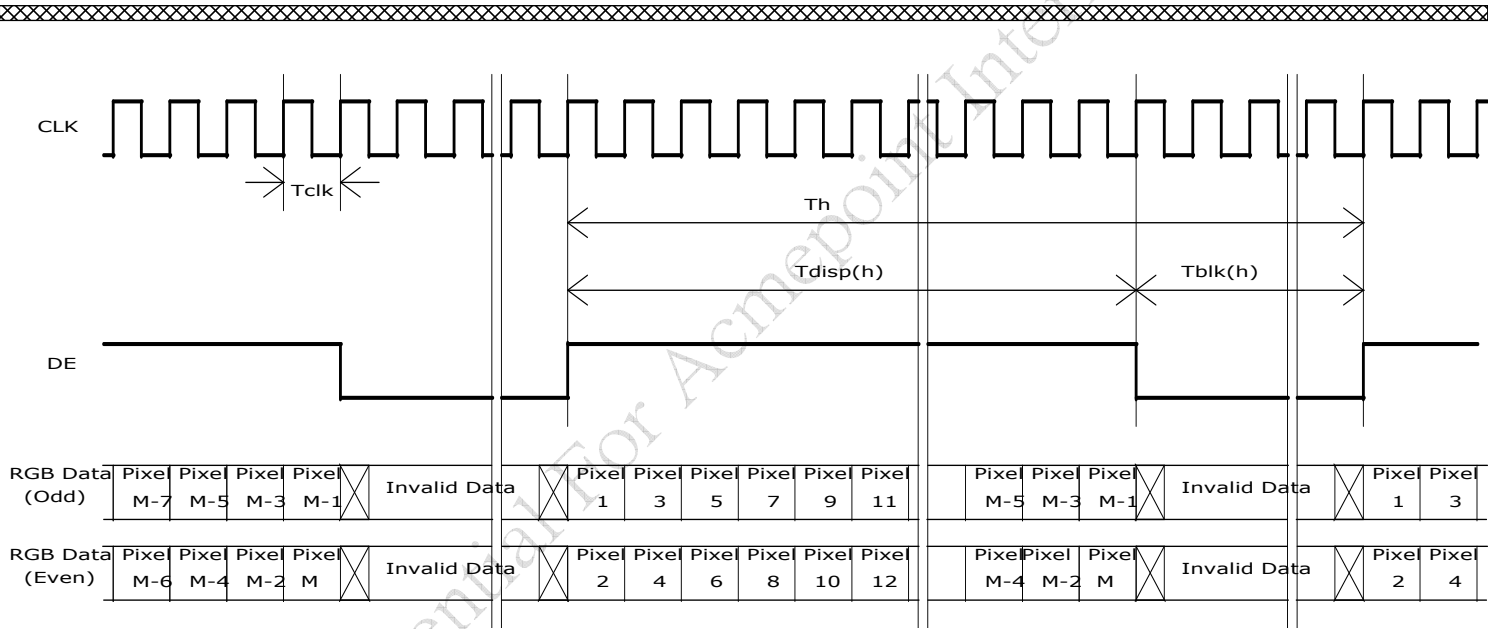 CLK
Tclk
Th
Tdisp(h)
Tblk(h)
DE
RGB Data (Odd)
Pixel M-7 Pixel M-5 Pixel M-3 Pixel M-1 Invalid Data Pixel 1 Pixel 3 Pixel 5 Pixel 7 Pixel 9 Pixel 11 Pixel M-5 Pixel M-3 Pixel M-1 Invalid Data Pixel 1 Pixel 3
RGB Data (Even)
Pixel M-6 Pixel M-4 Pixel M-2 Pixel M Invalid Data Pixel 2 Pixel 4 Pixel 6 Pixel 8 Pixel 10 Pixel 12 Pixel M-4 Pixel M-2 Pixel M Invalid Data Pixel 2 Pixel 4
For Acmepoint